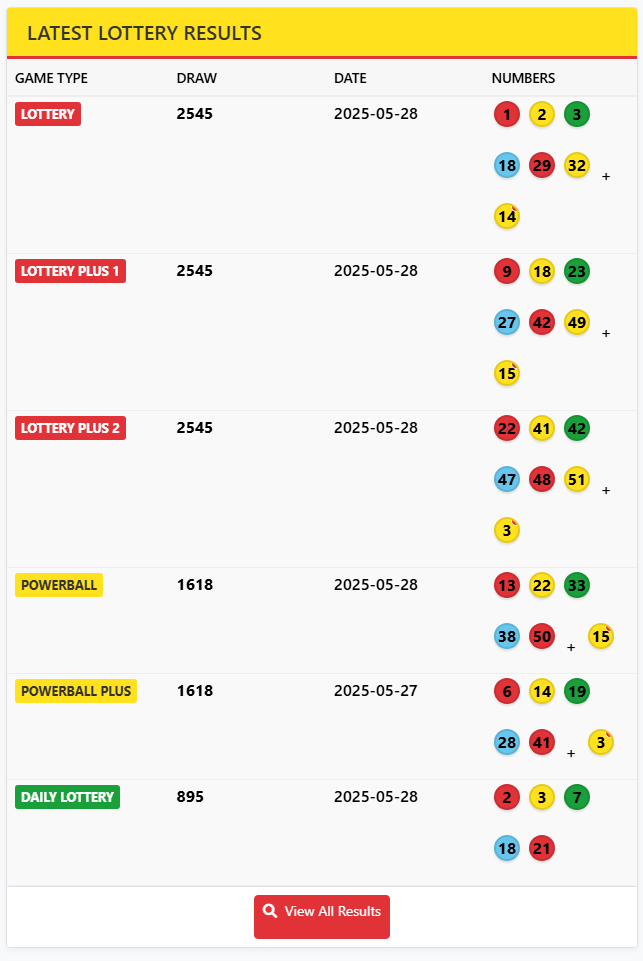 LATEST LOTTERY RESULTS
GAME TYPE DRAW DATE NUMBERS
LOTTERY 2545 2025-05-28 1 2 3
18 29 32 +
14
LOTTERY PLUS 1 2545 2025-05-28 9 18 23
27 42 49 +
15
LOTTERY PLUS 2 2545 2025-05-28 22 41 42
47 48 51 +
3
POWERBALL 1618 2025-05-28 13 22 33
38 50 + 15
POWERBALL PLUS 1618 2025-05-27 6 14 19
28 41 + 3
DAILY LOTTERY 895 2025-05-28 2 3 7
18 21
View All Results